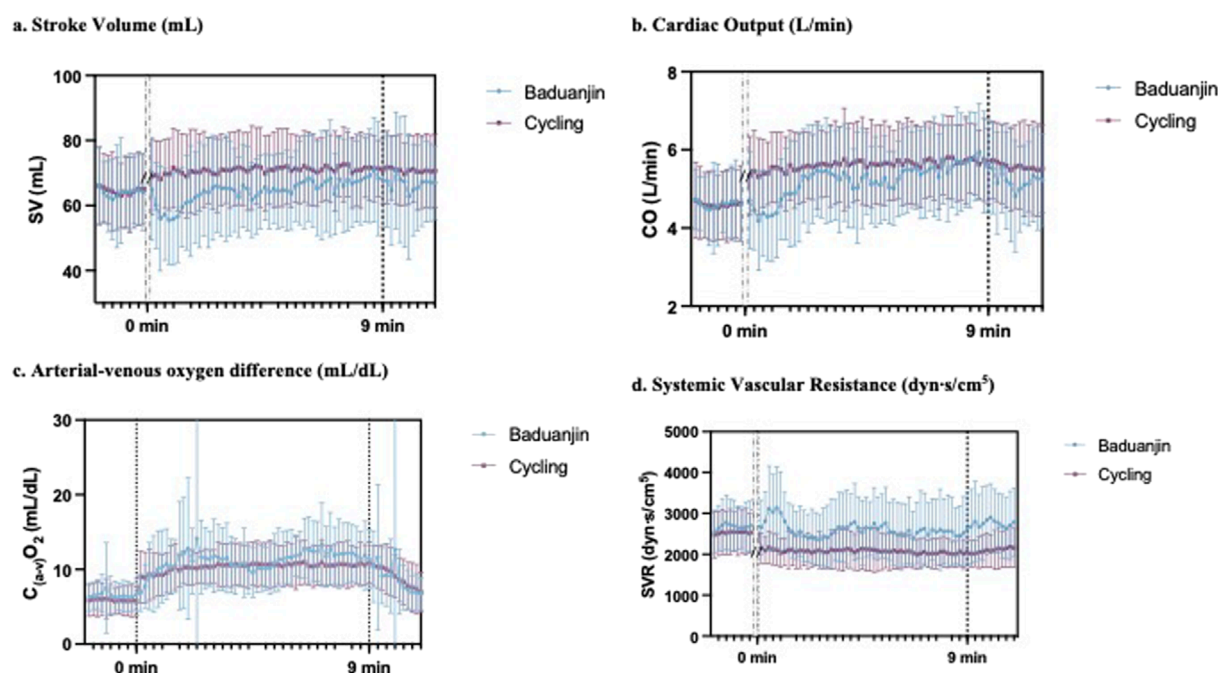 a. Stroke Volume (mL)
100
80
60
40
SV (mL)
0 min
9 min
Baduanjin
Cycling
b. Cardiac Output (L/min)
8
6
4
2
CO (L/min)
0 min
9 min
Baduanjin
Cycling
c. Arterial-venous oxygen difference (mL/dL)
30
20
10
0
C(a-v)O2 (mL/dL)
0 min
9 min
Baduanjin
Cycling
d. Systemic Vascular Resistance (dyn·s/cm⁵)
5000
4000
3000
2000
1000
0
SVR (dyn·s/cm⁵)
0 min
9 min
Baduanjin
Cycling